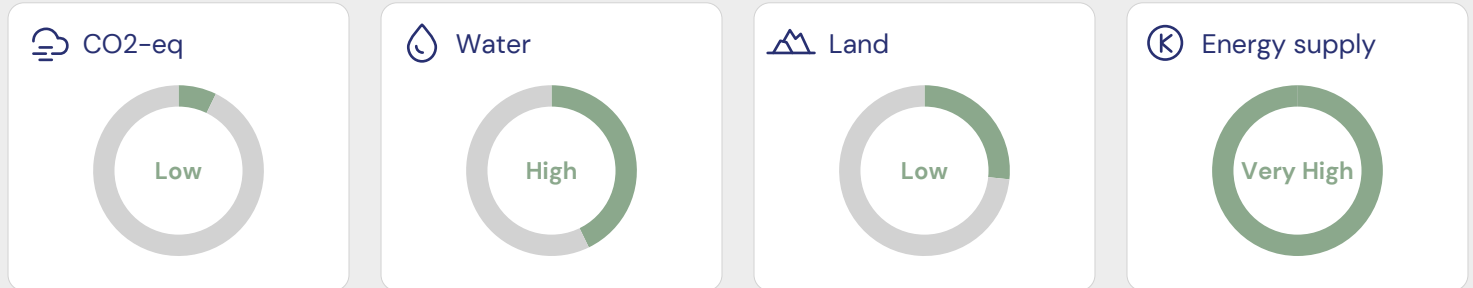 CO2-eq
Low
Water
High
Land
Low
Energy supply
Very High